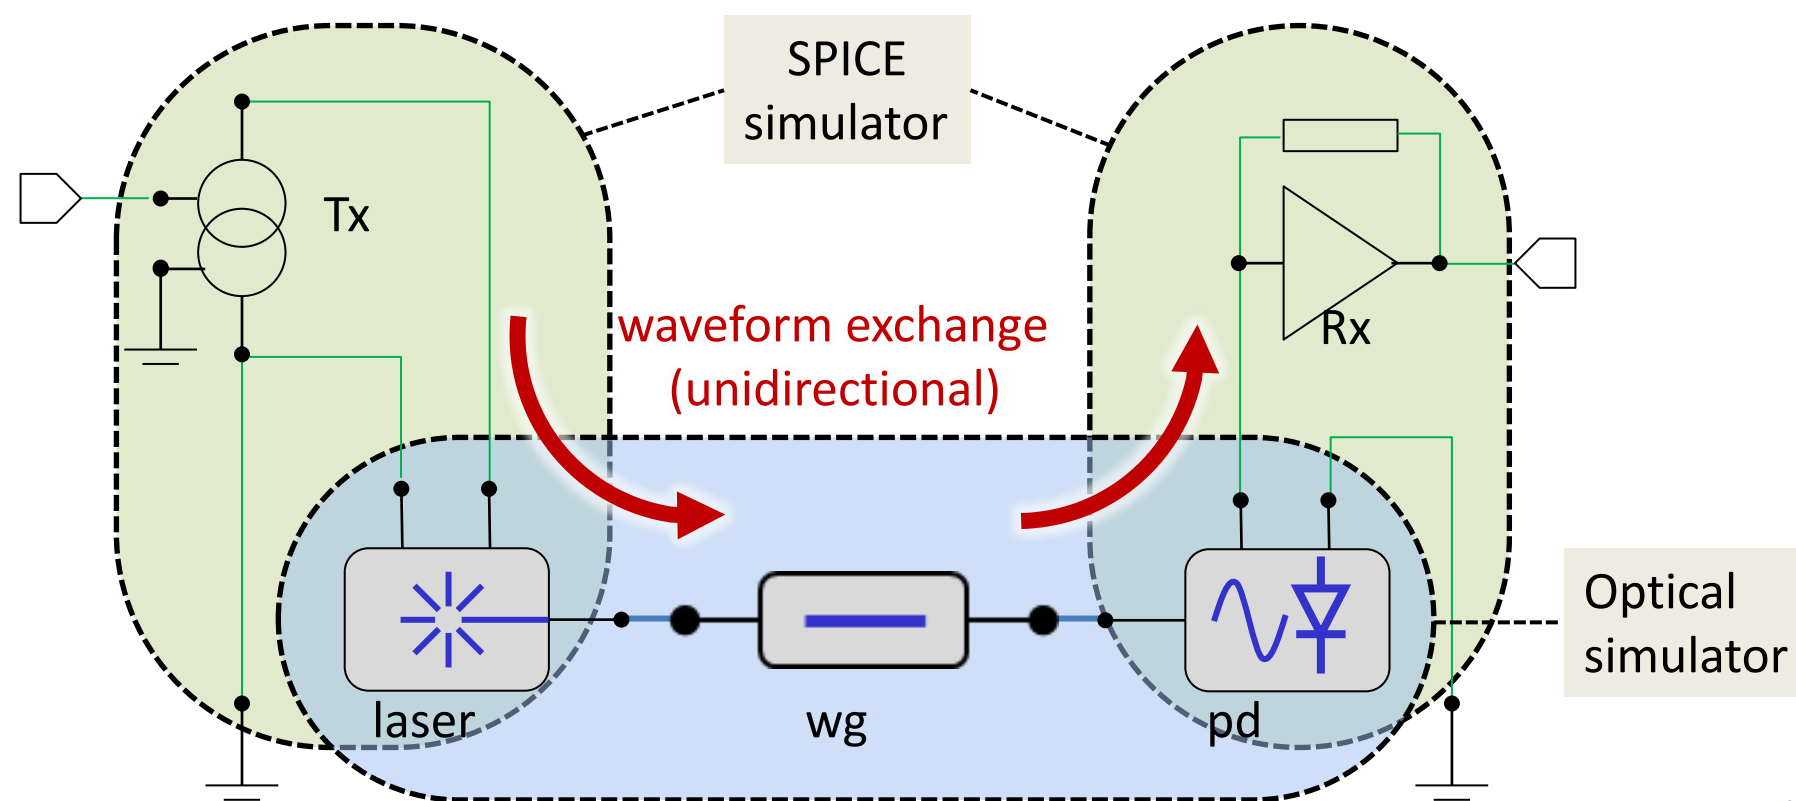 SPICE
simulator
Tx
waveform exchange
(unidirectional)
Rx
Optical
simulator
laser
wg
pd